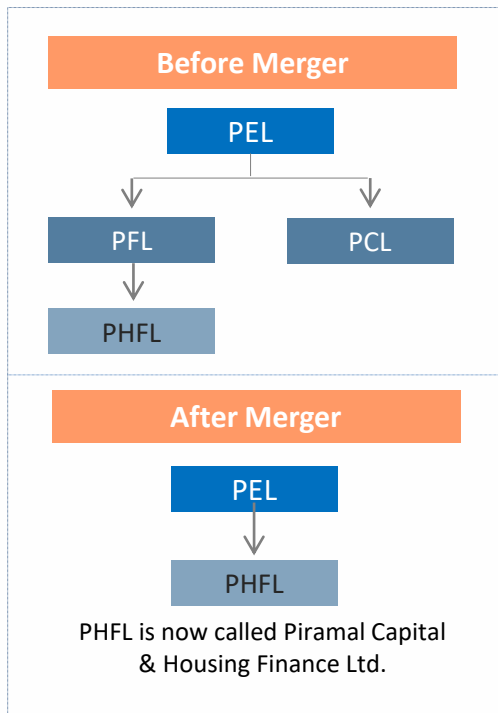 Before Merger
PEL
PFL
PCL
PHFL
After Merger
PEL
PHFL
PHFL is now called Piramal Capital
& Housing Finance Ltd.